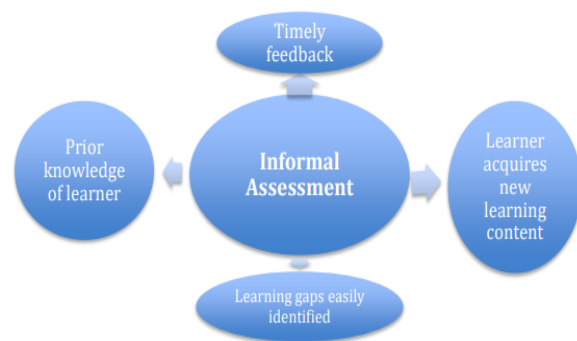 Timely
feedback
Prior
knowledge
of learner
Informal
Assessment
Learner
acquires
new
learning
content
Learning gaps easily
identified